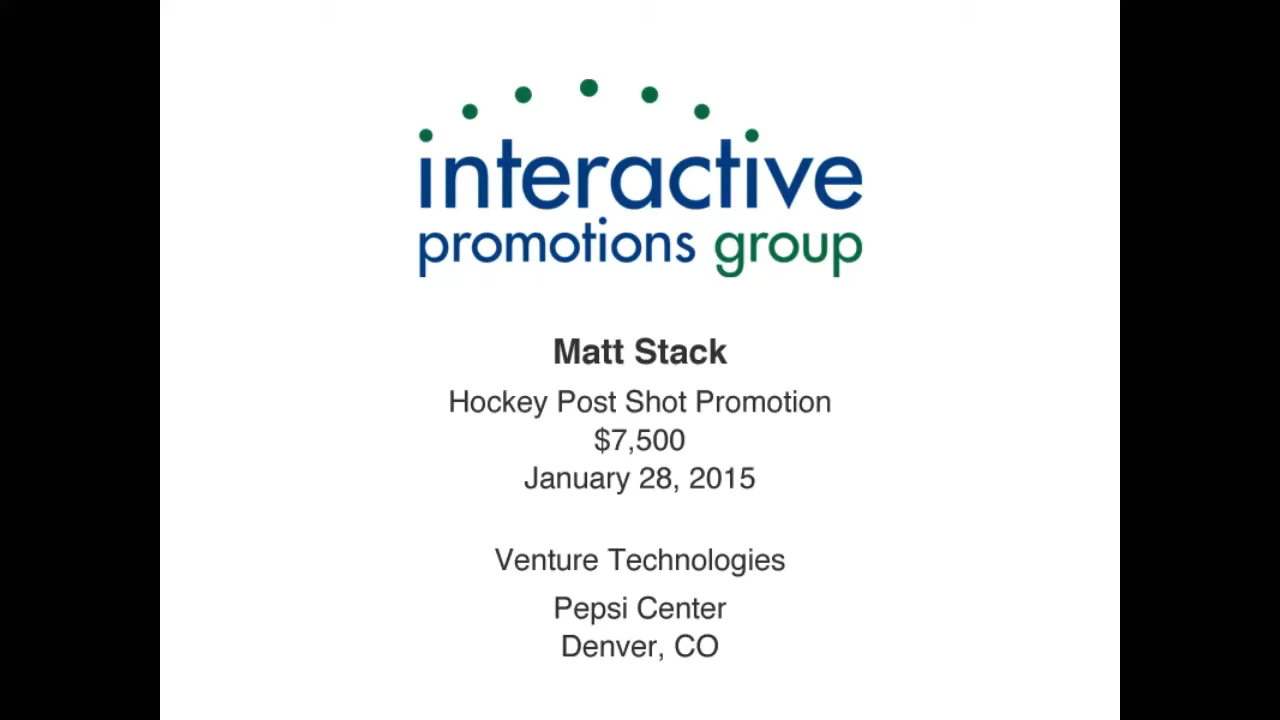 interactive
promotions group
Matt Stack
Hockey Post Shot Promotion
$7,500
January 28, 2015
Venture Technologies
Pepsi Center
Denver, CO